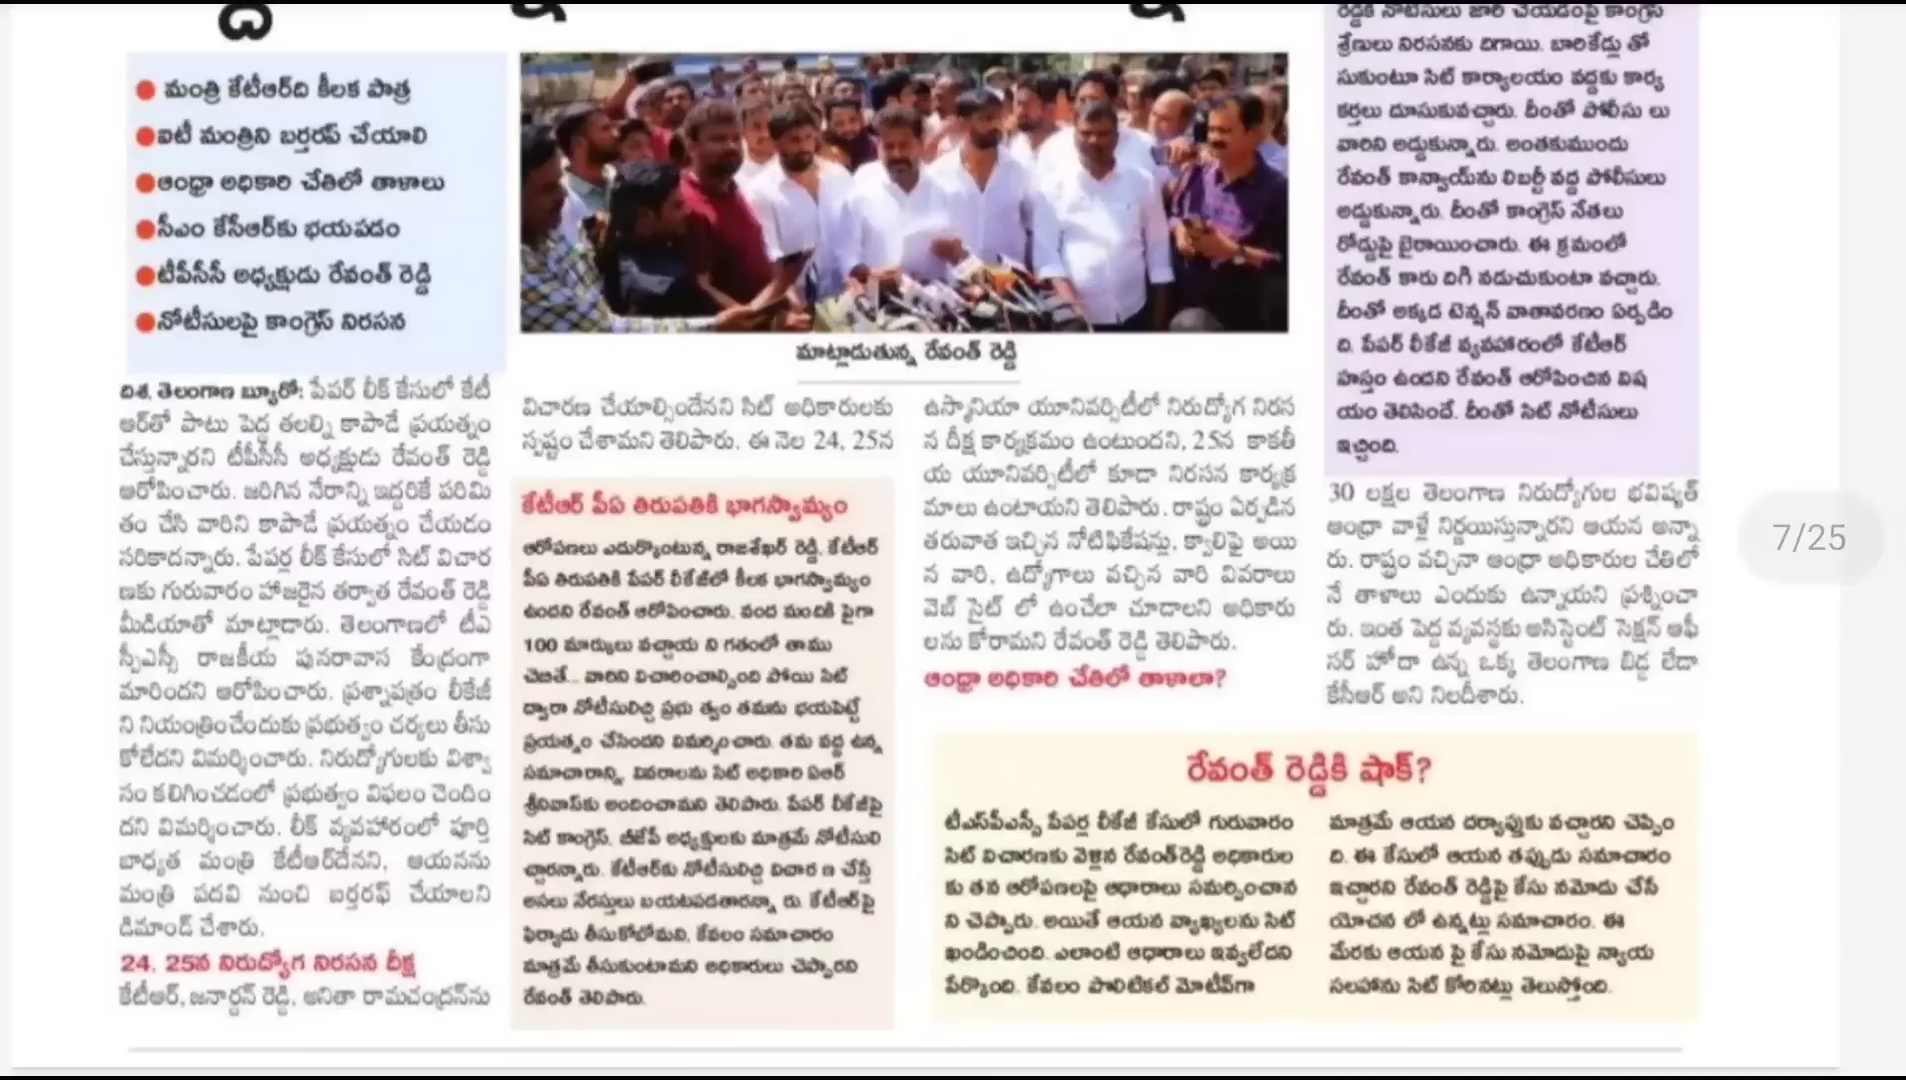 మంత్రి కేటీఆర్‌ది కీలక పాత్ర
ఐటీ మంత్రిని బర్తరఫ్ చేయాలి
ఆంధ్రా అధికారి చేతిలో తాళాలు
సీఎం కేసీఆర్‌కు భయపడం
టీపీసీసీ అధ్యక్షుడు రేవంత్ రెడ్డి
నోటీసులపై కాంగ్రెస్ నిరసన
దిశ, తెలంగాణ బ్యూరో: పేపర్ లీక్ కేసులో కేటీ
ఆర్‌తో పాటు పెద్ద తలల్ని కాపాడే ప్రయత్నం
చేస్తున్నారని టీపీసీసీ అధ్యక్షుడు రేవంత్ రెడ్డి
ఆరోపించారు. జరిగిన నేరాన్ని ఇద్దరికే పరిమి
తం చేసి వారిని కాపాడే ప్రయత్నం చేయడం
సరికాదన్నారు. పేపర్ల లీక్ కేసులో సిట్ విచార
ణకు గురువారం హాజరైన తర్వాత రేవంత్ రెడ్డి
మీడియాతో మాట్లాడారు. తెలంగాణలో టీఎ
స్పీఎస్సీ రాజకీయ పునరావాస కేంద్రంగా
మారిందని ఆరోపించారు. ప్రశ్నాపత్రం లీకేజీ
ని నియంత్రించేందుకు ప్రభుత్వం చర్యలు తీసు
కోలేదని విమర్శించారు. నిరుద్యోగులకు విశ్వా
సం కలిగించడంలో ప్రభుత్వం విఫలం చెందిం
దని విమర్శించారు. లీక్ వ్యవహారంలో పూర్తి
బాధ్యత మంత్రి కేటీఆర్‌దేనని, ఆయనను
మంత్రి పదవి నుంచి బర్తరఫ్ చేయాలని
డిమాండ్ చేశారు.
24, 25న నిరుద్యోగ నిరసన దీక్ష
కేటీఆర్, జనార్దన్ రెడ్డి, అనితా రామచంద్రన్‌ను
మాట్లాడుతున్న రేవంత్ రెడ్డి
విచారణ చేయాల్సిందేనని సిట్ అధికారులకు
స్పష్టం చేశామని తెలిపారు. ఈ నెల 24, 25న
కేటీఆర్ పీఏ తిరుపతికి భాగస్వామ్యం
ఆరోపణలు ఎదుర్కొంటున్న రాజశేఖర్ రెడ్డి, కేటీఆర్
పీఏ తిరుపతికి పేపర్ లీకేజ్‌లో కీలక భాగస్వామ్యం
ఉందని రేవంత్ ఆరోపించారు. వంద మందికి పైగా
100 మార్కులు వచ్చాయ ని గతంలో తాము
చెబితే... వారిని విచారించాల్సింది పోయి సిట్
ద్వారా నోటీసులిచ్చి ప్రభు త్వం తమను భయపెట్టే
ప్రయత్నం చేసిందని విమర్శించారు. తమ వద్ద ఉన్న
సమాచారాన్ని, వివరాలను సిట్ అధికారి ఏఆర్
శ్రీనివాస్‌కు అందించామని తెలిపారు. పేపర్ లీకేజీపై
సిట్ కాంగ్రెస్, బీజేపీ అధ్యక్షులకు మాత్రమే నోటీసులి
చ్చారన్నారు. కేటీఆర్‌కు నోటీసులిచ్చి విచార ణ చేస్తే
అసలు నేరస్తులు బయటపడతారన్నా రు. కేటీఆర్‌పై
ఫిర్యాదు తీసుకోబోమని, కేవలం సమాచారం
మాత్రమే తీసుకుంటామని అధికారులు చెప్పారని
రేవంత్ తెలిపారు.
ఉస్మానియా యూనివర్సిటీలో నిరుద్యోగ నిరస
న దీక్ష కార్యక్రమం ఉంటుందని, 25న కాకతీ
య యూనివర్సిటీలో కూడా నిరసన కార్యక్ర
మాలు ఉంటాయని తెలిపారు. రాష్ట్రం ఏర్పడిన
తరువాత ఇచ్చిన నోటిఫికేషన్లు, క్వాలిఫై అయి
న వారి, ఉద్యోగాలు వచ్చిన వారి వివరాలు
వెబ్ సైట్ లో ఉంచేలా చూడాలని అధికారు
లను కోరామని రేవంత్ రెడ్డి తెలిపారు.
ఆంధ్రా అధికారి చేతిలో తాళాలా?
రెడ్డికి నోటీసులు జారీ చేయడంపై కాంగ్రెస్
శ్రేణులు నిరసనకు దిగాయి. బారికేడ్లు తో
సుకుంటూ సిట్ కార్యాలయం వద్దకు కార్య
కర్తలు దూసుకువచ్చారు. దీంతో పోలీసు లు
వారిని అడ్డుకున్నారు. అంతకుముందు
రేవంత్ కాన్వాయ్‌ను లిబర్టీ వద్ద పోలీసులు
అడ్డుకున్నారు. దీంతో కాంగ్రెస్ నేతలు
రోడ్డుపై బైఠాయించారు. ఈ క్రమంలో
రేవంత్ కారు దిగి నడుచుకుంటా వచ్చారు.
దీంతో అక్కడ టెన్షన్ వాతావరణం ఏర్పడిం
ది. పేపర్ లీకేజీ వ్యవహారంలో కేటీఆర్
హస్తం ఉందని రేవంత్ ఆరోపించిన విష
యం తెలిసిందే. దీంతో సిట్ నోటీసులు
ఇచ్చింది.
30 లక్షల తెలంగాణ నిరుద్యోగుల భవిష్యత్
ఆంధ్రా వాళ్లే నిర్ణయిస్తున్నారని ఆయన అన్నా
రు. రాష్ట్రం వచ్చినా ఆంధ్రా అధికారుల చేతిలో
నే తాళాలు ఎందుకు ఉన్నాయని ప్రశ్నించా
రు. ఇంత పెద్ద వ్యవస్థకు అసిస్టెంట్ సెక్షన్ ఆఫీ
సర్ హోదా ఉన్న ఒక్క తెలంగాణ బిడ్డ లేడా
కేసీఆర్ అని నిలదీశారు.
రేవంత్ రెడ్డికి షాక్?
టీఎస్‌పీఎస్సీ పేపర్ల లీకేజీ కేసులో గురువారం
సిట్ విచారణకు వెళ్లిన రేవంత్‌రెడ్డి అధికారుల
కు తన ఆరోపణలపై ఆధారాలు సమర్పించాన
ని చెప్పారు. అయితే ఆయన వ్యాఖ్యలను సిట్
ఖండించింది. ఎలాంటి ఆధారాలు ఇవ్వలేదని
పేర్కొంది. కేవలం పొలిటికల్ మోటీవ్‌గా
మాత్రమే ఆయన దర్యాప్తుకు వచ్చారని చెప్పిం
ది. ఈ కేసులో ఆయన తప్పుడు సమాచారం
ఇచ్చారని రేవంత్ రెడ్డిపై కేసు నమోదు చేసే
యోచన లో ఉన్నట్లు సమాచారం. ఈ
మేరకు ఆయన పై కేసు నమోదుపై న్యాయ
సలహాను సిట్ కోరినట్లు తెలుస్తోంది.
7/25